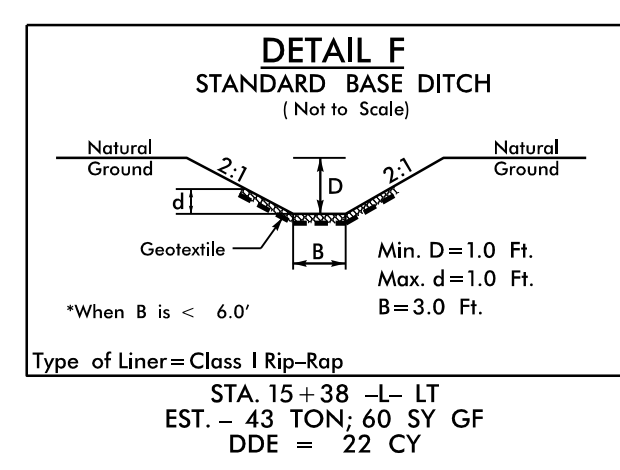 DETAIL F
STANDARD BASE DITCH
( Not to Scale)
Natural
Ground
2:1
D
2:1
Natural
Ground
d
Geotextile
B
Min. D=1.0 Ft.
Max. d=1.0 Ft.
B=3.0 Ft.
*When B is < 6.0'
Type of Liner=Class I Rip-Rap
STA. 15+38 -L- LT
EST. - 43 TON; 60 SY GF
DDE = 22 CY